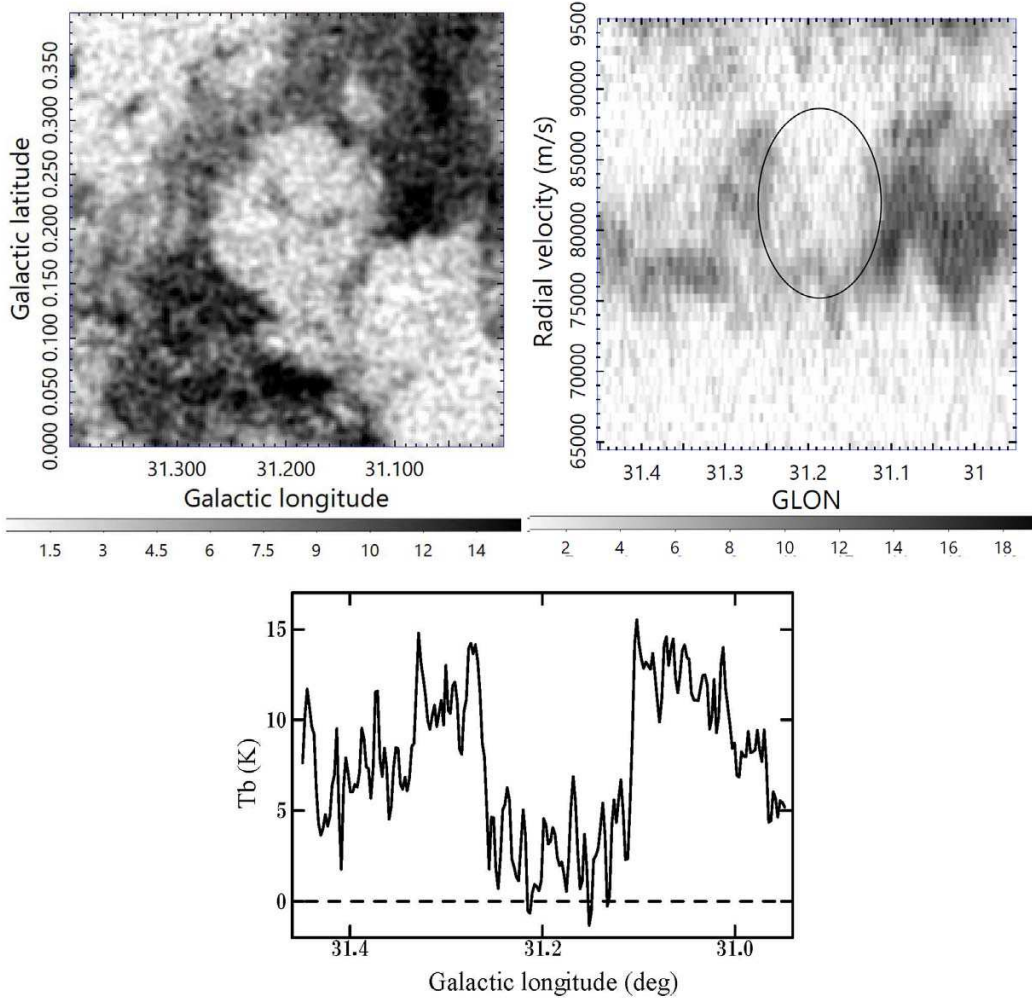 Galactic latitude
0.000 0.050 0.100 0.150 0.200 0.250 0.300 0.350
31.300 31.200 31.100
Galactic longitude
1.5 3 4.5 6 7.5 9 10 12 14
Radial velocity (m/s)
65000 70000 75000 80000 85000 90000 9500
31.4 31.3 31.2 31.1 31
GLON
2 4 6 8 10 12 14 16 18
Tb (K)
15
10
5
0
31.4 31.2 31.0
Galactic longitude (deg)